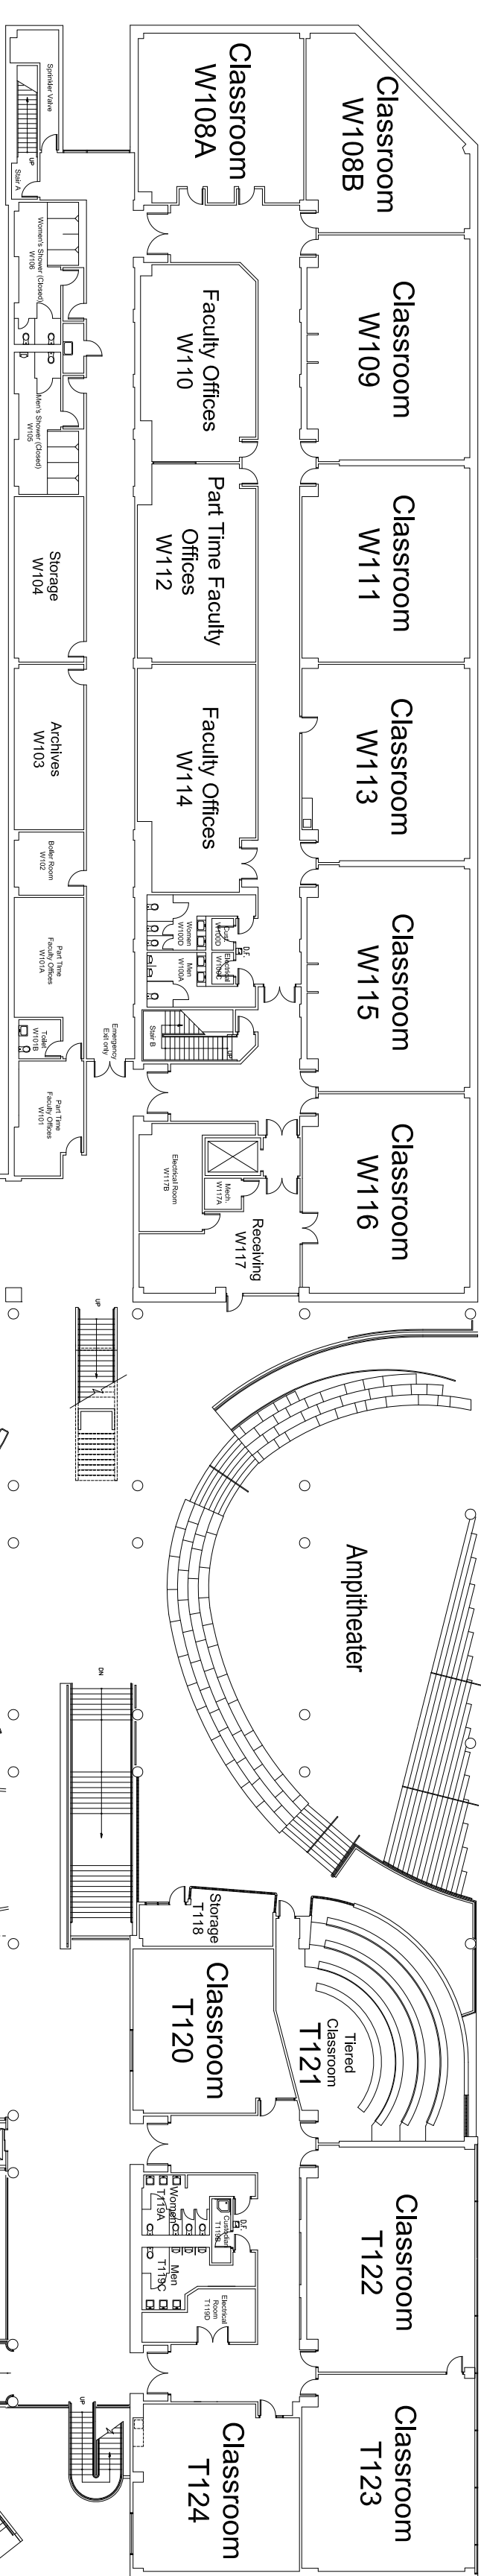 Sprinkler Valve
UP
Stair A
Classroom
W108A
Classroom
W108B
Women's Shower (Closed)
W106
Men's Shower (Closed)
W105
Faculty Offices
W110
Classroom
W109
Storage
W104
Part Time Faculty
Offices
W112
Classroom
W111
Archives
W103
Faculty Offices
W114
Classroom
W113
Boiler Room
W102
Part Time
Faculty Offices
W101A
Women
W100D
Men
W100A
Electrical
D.F.
Classroom
W115
Toilet
W101B
Emergency
Exit only
Stair B
UP
Part Time
Faculty Offices
W101
Electrical Room
W117B
Mech.
W117A
Receiving
W117
Classroom
W116
UP
Ampitheater
DN
Storage
T118
Classroom
T120
Tiered
Classroom
T121
Women
T119A
Men
T119C
Custodian
T119B
D.F.
Electrical
Room
T119D
Classroom
T122
UP
Classroom
T124
Classroom
T123